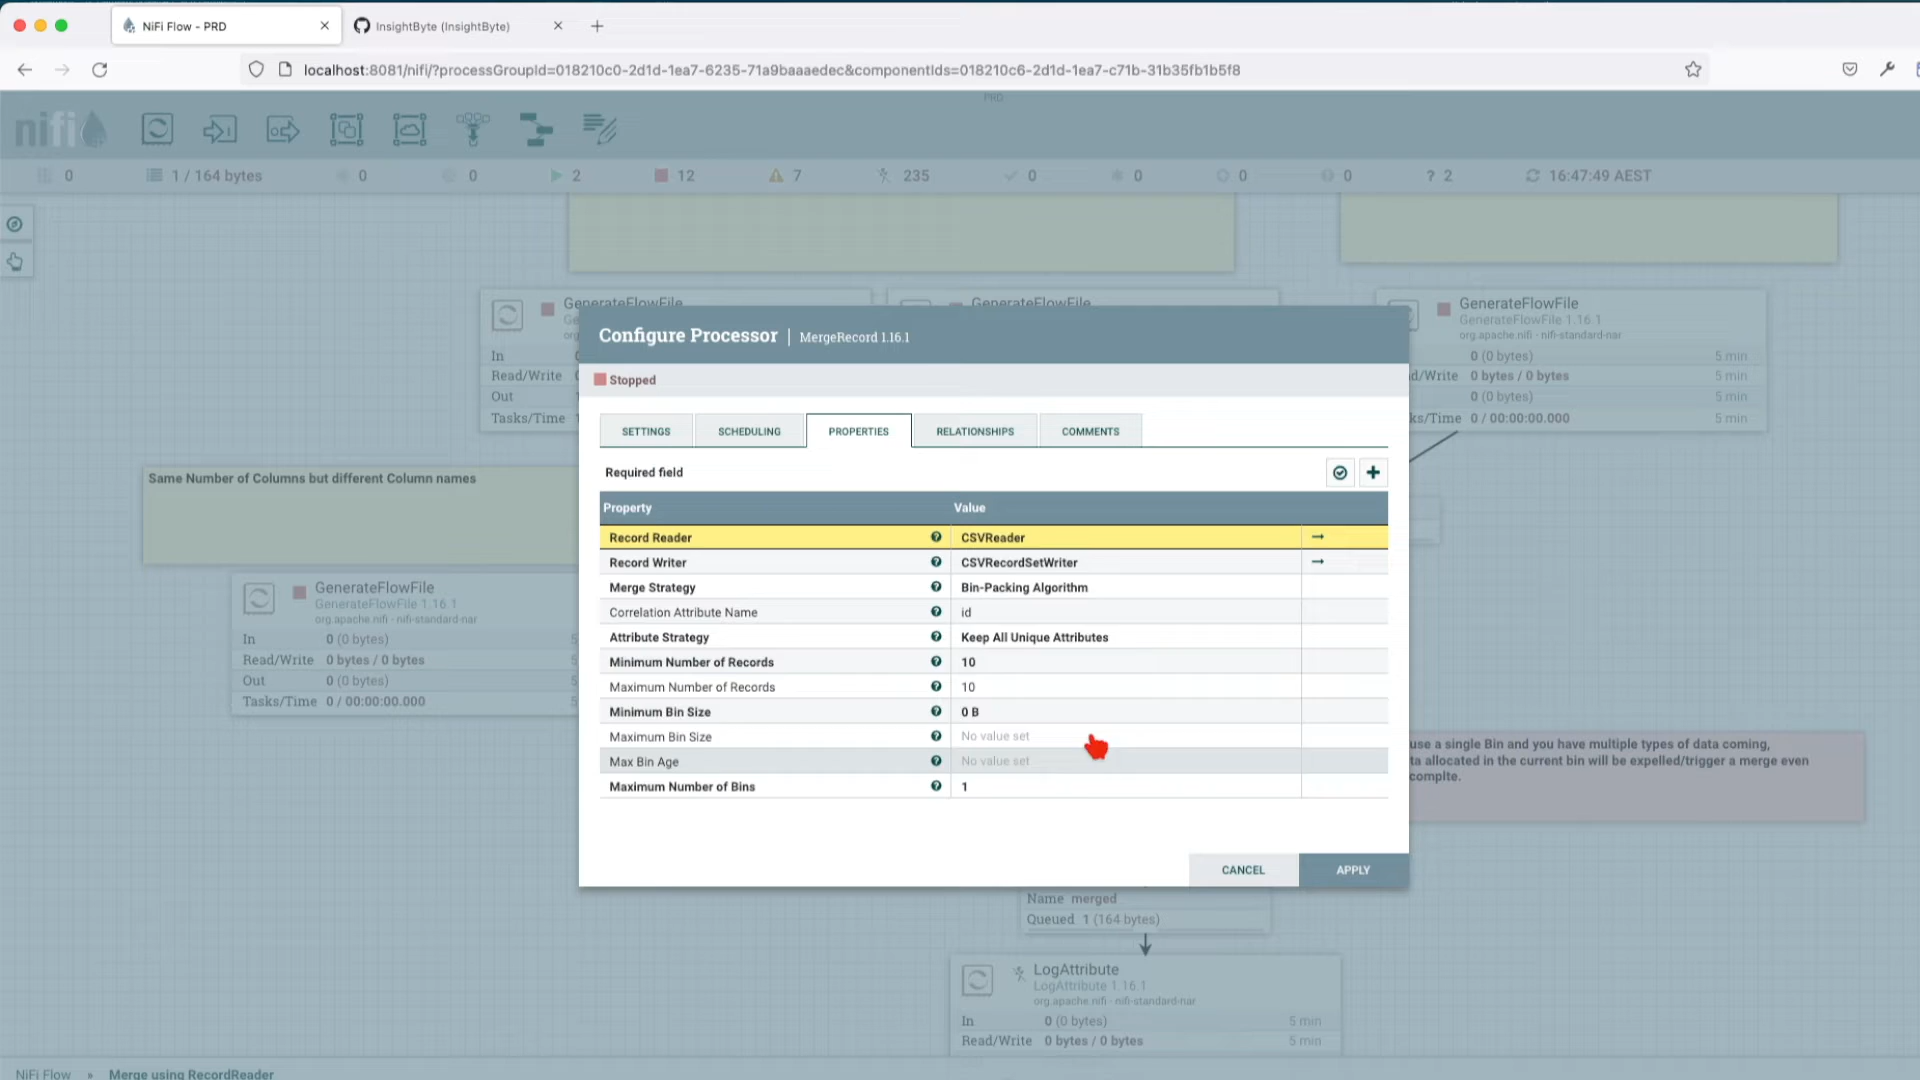 NiFi Flow - PRD
InsightByte (InsightByte)
localhost:8081/nifi/?processGroupId=018210c0-2d1d-1ea7-6235-71a9baaaedec&componentIds=018210c6-2d1d-1ea7-c71b-31b35fb1b5f8
PRD
nifi
0 1 / 164 bytes 0 0 2 12 7 235 0 0 0 0 ? 2 16:47:49 AEST
GenerateFlowFile
In
Read/Write
Out
Tasks/Time
GenerateFlowFile
GenerateFlowFile
GenerateFlowFile 1.16.1
org.apache.nifi - nifi-standard-nar
0 (0 bytes) 5 min
d/Write 0 bytes / 0 bytes 5 min
0 (0 bytes) 5 min
ks/Time 0 / 00:00:00.000 5 min
Same Number of Columns but different Column names
GenerateFlowFile
GenerateFlowFile 1.16.1
org.apache.nifi - nifi-standard-nar
In 0 (0 bytes) 5
Read/Write 0 bytes / 0 bytes 5
Out 0 (0 bytes) 5
Tasks/Time 0 / 00:00:00.000 5
Configure Processor | MergeRecord 1.16.1
Stopped
SETTINGS SCHEDULING PROPERTIES RELATIONSHIPS COMMENTS
Required field
Property Value
Record Reader CSVReader
Record Writer CSVRecordSetWriter
Merge Strategy Bin-Packing Algorithm
Correlation Attribute Name id
Attribute Strategy Keep All Unique Attributes
Minimum Number of Records 10
Maximum Number of Records 10
Minimum Bin Size 0 B
Maximum Bin Size No value set
Max Bin Age No value set
Maximum Number of Bins 1
CANCEL APPLY
use a single Bin and you have multiple types of data coming,
ta allocated in the current bin will be expelled/trigger a merge even
complte.
Name merged
Queued 1 (164 bytes)
LogAttribute
LogAttribute 1.16.1
org.apache.nifi - nifi-standard-nar
In 0 (0 bytes) 5 min
Read/Write 0 bytes / 0 bytes 5 min
NiFi Flow » Merge using RecordReader